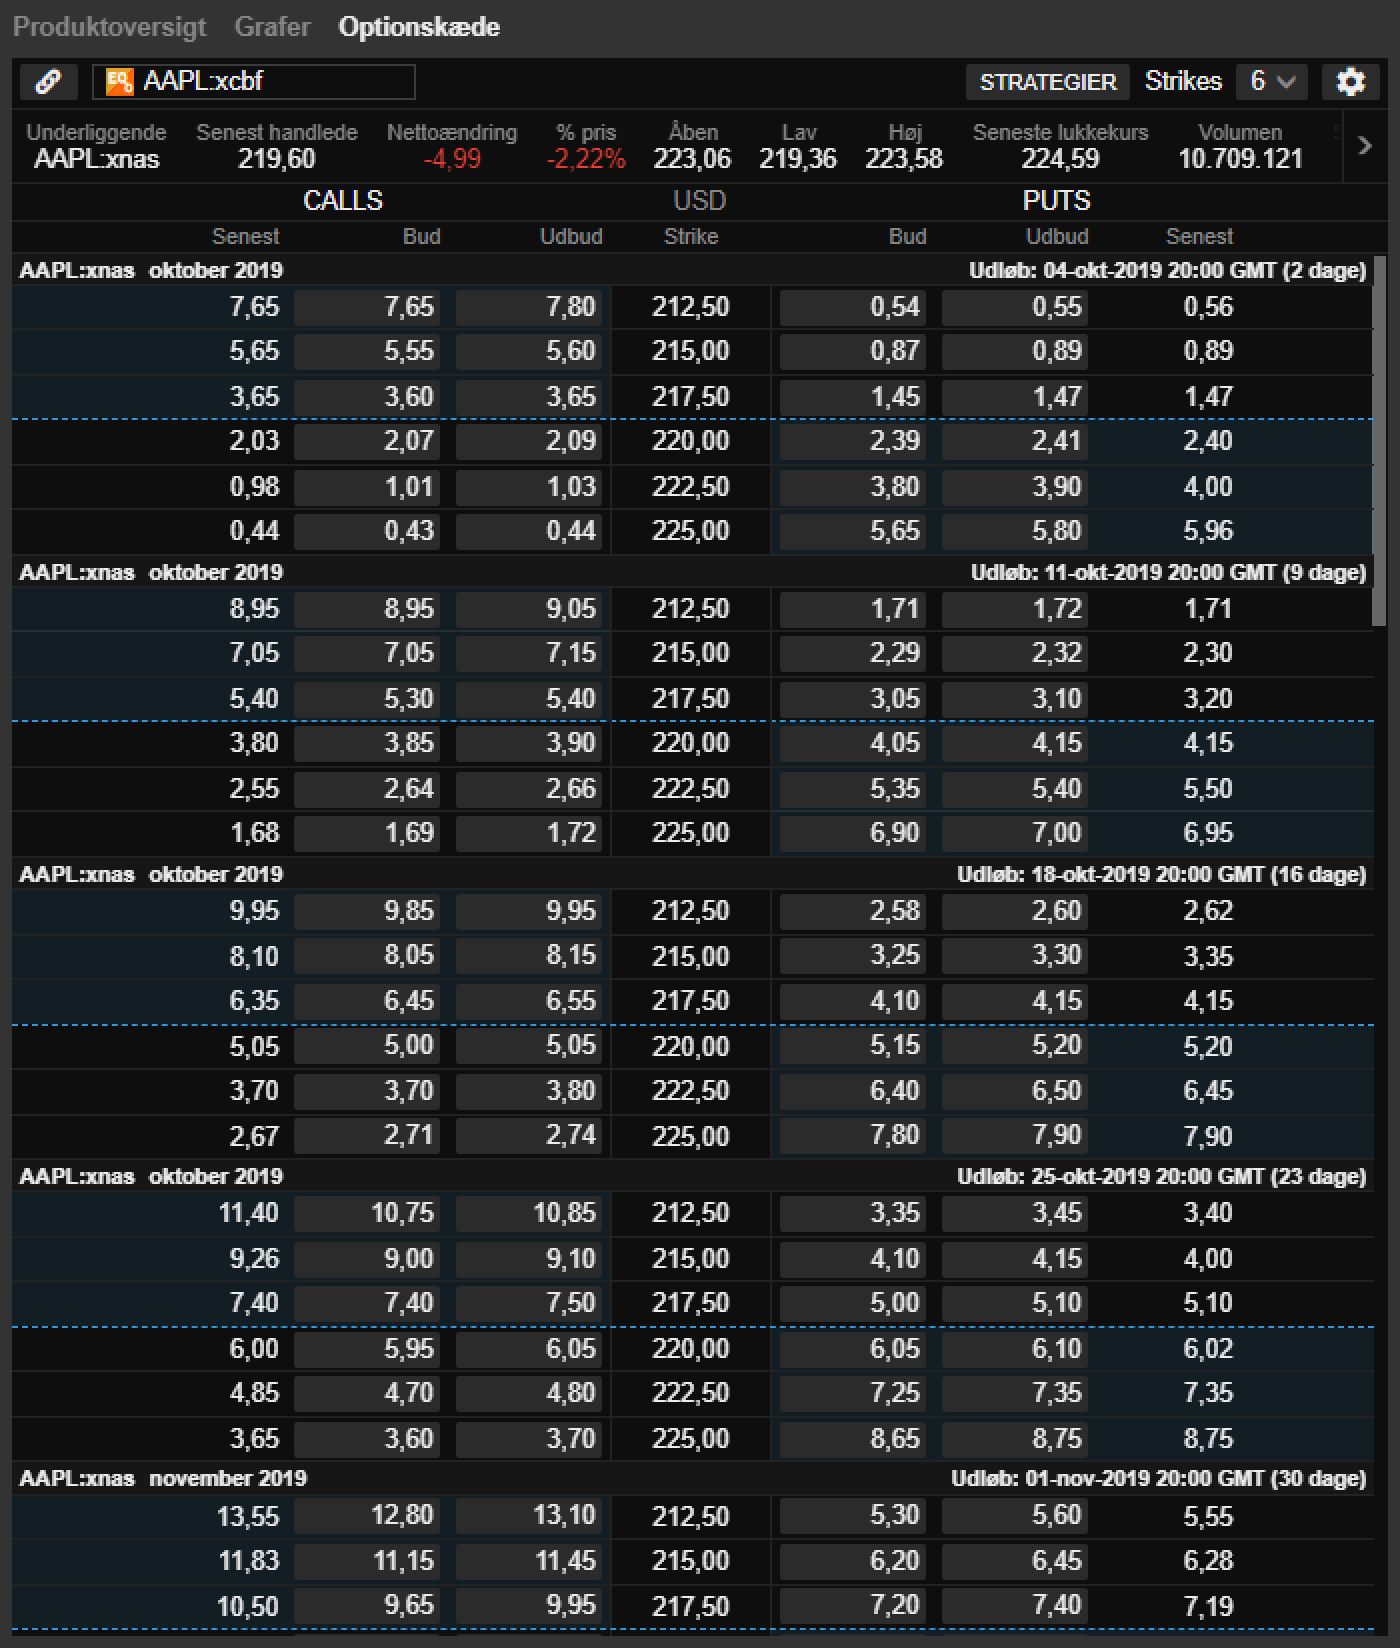 Produktoversigt Grafer Optionskæde
EQ AAPL:xcbf STRATEGIER Strikes 6
Underliggende Senest handlede Nettoændring % pris Åben Lav Høj Seneste lukkekurs Volumen
AAPL:xnas 219,60 -4,99 -2,22% 223,06 219,36 223,58 224,59 10.709.121
CALLS USD PUTS
Senest Bud Udbud Strike Bud Udbud Senest
AAPL:xnas oktober 2019 Udløb: 04-okt-2019 20:00 GMT (2 dage)
7,65 7,65 7,80 212,50 0,54 0,55 0,56
5,65 5,55 5,60 215,00 0,87 0,89 0,89
3,65 3,60 3,65 217,50 1,45 1,47 1,47
2,03 2,07 2,09 220,00 2,39 2,41 2,40
0,98 1,01 1,03 222,50 3,80 3,90 4,00
0,44 0,43 0,44 225,00 5,65 5,80 5,96
AAPL:xnas oktober 2019 Udløb: 11-okt-2019 20:00 GMT (9 dage)
8,95 8,95 9,05 212,50 1,71 1,72 1,71
7,05 7,05 7,15 215,00 2,29 2,32 2,30
5,40 5,30 5,40 217,50 3,05 3,10 3,20
3,80 3,85 3,90 220,00 4,05 4,15 4,15
2,55 2,64 2,66 222,50 5,35 5,40 5,50
1,68 1,69 1,72 225,00 6,90 7,00 6,95
AAPL:xnas oktober 2019 Udløb: 18-okt-2019 20:00 GMT (16 dage)
9,95 9,85 9,95 212,50 2,58 2,60 2,62
8,10 8,05 8,15 215,00 3,25 3,30 3,35
6,35 6,45 6,55 217,50 4,10 4,15 4,15
5,05 5,00 5,05 220,00 5,15 5,20 5,20
3,70 3,70 3,80 222,50 6,40 6,50 6,45
2,67 2,71 2,74 225,00 7,80 7,90 7,90
AAPL:xnas oktober 2019 Udløb: 25-okt-2019 20:00 GMT (23 dage)
11,40 10,75 10,85 212,50 3,35 3,45 3,40
9,26 9,00 9,10 215,00 4,10 4,15 4,00
7,40 7,40 7,50 217,50 5,00 5,10 5,10
6,00 5,95 6,05 220,00 6,05 6,10 6,02
4,85 4,70 4,80 222,50 7,25 7,35 7,35
3,65 3,60 3,70 225,00 8,65 8,75 8,75
AAPL:xnas november 2019 Udløb: 01-nov-2019 20:00 GMT (30 dage)
13,55 12,80 13,10 212,50 5,30 5,60 5,55
11,83 11,15 11,45 215,00 6,20 6,45 6,28
10,50 9,65 9,95 217,50 7,20 7,40 7,19